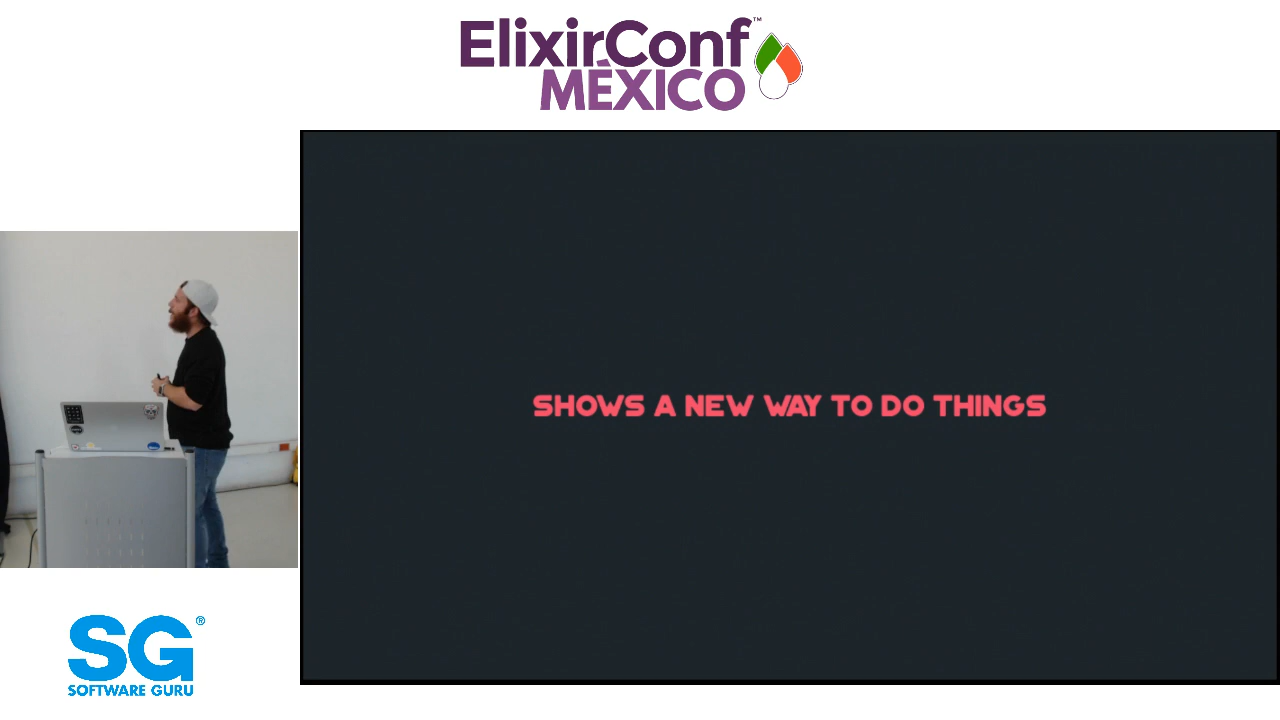 ElixirConf™
MÉXICO
SHOWS A NEW WAY TO DO THINGS
SG®
SOFTWARE GURU